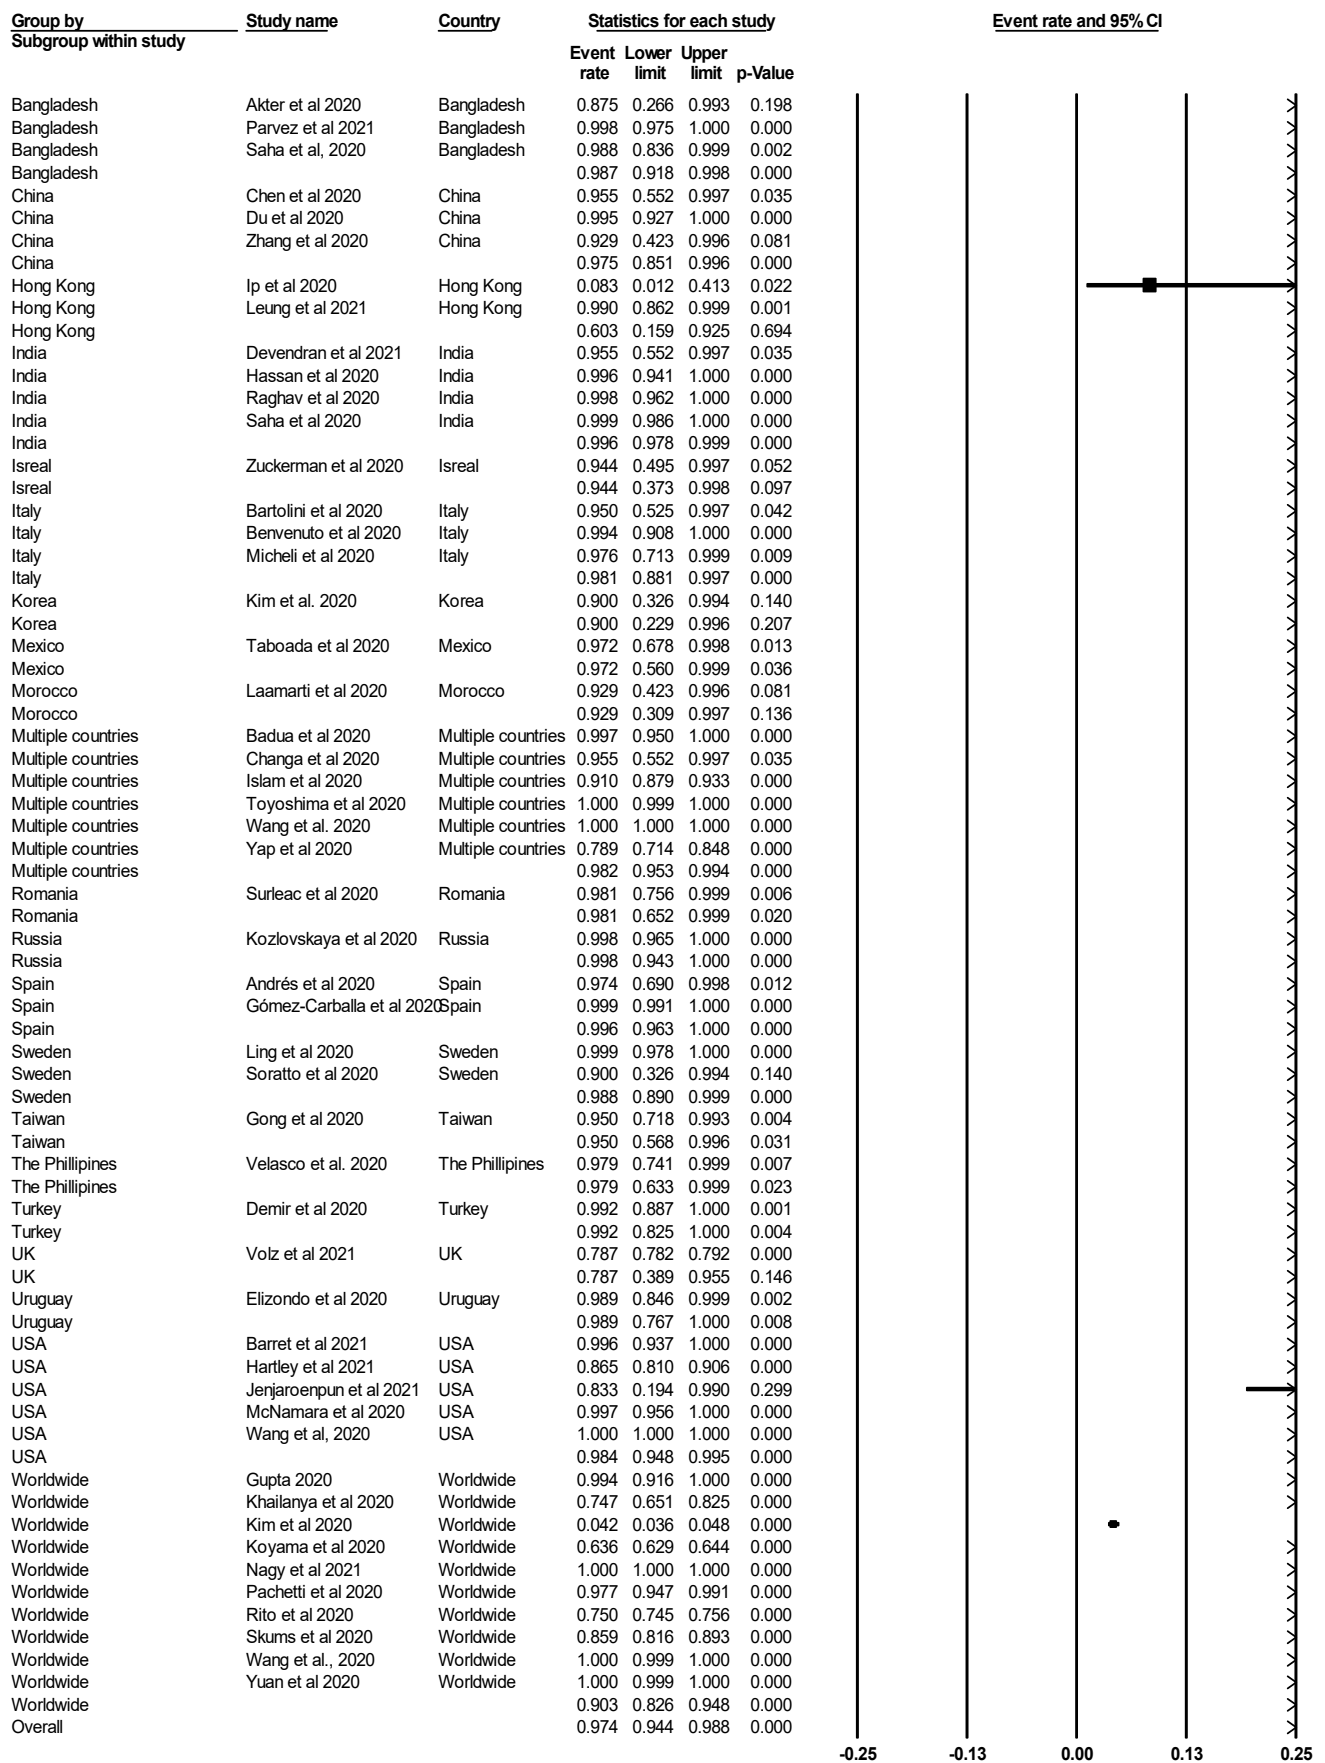 Group by Study name Country Statistics for each study Event rate and 95% CI
Subgroup within study
Event Lower Upper
rate limit limit p-Value
Bangladesh Akter et al 2020 Bangladesh 0.875 0.266 0.993 0.198
Bangladesh Parvez et al 2021 Bangladesh 0.998 0.975 1.000 0.000
Bangladesh Saha et al, 2020 Bangladesh 0.988 0.836 0.999 0.002
Bangladesh 0.987 0.918 0.998 0.000
China Chen et al 2020 China 0.955 0.552 0.997 0.035
China Du et al 2020 China 0.995 0.927 1.000 0.000
China Zhang et al 2020 China 0.929 0.423 0.996 0.081
China 0.975 0.851 0.996 0.000
Hong Kong Ip et al 2020 Hong Kong 0.083 0.012 0.413 0.022
Hong Kong Leung et al 2021 Hong Kong 0.990 0.862 0.999 0.001
Hong Kong 0.603 0.159 0.925 0.694
India Devendran et al 2021 India 0.955 0.552 0.997 0.035
India Hassan et al 2020 India 0.996 0.941 1.000 0.000
India Raghav et al 2020 India 0.998 0.962 1.000 0.000
India Saha et al 2020 India 0.999 0.986 1.000 0.000
India 0.996 0.978 0.999 0.000
Isreal Zuckerman et al 2020 Isreal 0.944 0.495 0.997 0.052
Isreal 0.944 0.373 0.998 0.097
Italy Bartolini et al 2020 Italy 0.950 0.525 0.997 0.042
Italy Benvenuto et al 2020 Italy 0.994 0.908 1.000 0.000
Italy Micheli et al 2020 Italy 0.976 0.713 0.999 0.009
Italy 0.981 0.881 0.997 0.000
Korea Kim et al. 2020 Korea 0.900 0.326 0.994 0.140
Korea 0.900 0.229 0.996 0.207
Mexico Taboada et al 2020 Mexico 0.972 0.678 0.998 0.013
Mexico 0.972 0.560 0.999 0.036
Morocco Laamarti et al 2020 Morocco 0.929 0.423 0.996 0.081
Morocco 0.929 0.309 0.997 0.136
Multiple countries Badua et al 2020 Multiple countries 0.997 0.950 1.000 0.000
Multiple countries Changa et al 2020 Multiple countries 0.955 0.552 0.997 0.035
Multiple countries Islam et al 2020 Multiple countries 0.910 0.879 0.933 0.000
Multiple countries Toyoshima et al 2020 Multiple countries 1.000 0.999 1.000 0.000
Multiple countries Wang et al. 2020 Multiple countries 1.000 1.000 1.000 0.000
Multiple countries Yap et al 2020 Multiple countries 0.789 0.714 0.848 0.000
Multiple countries 0.982 0.953 0.994 0.000
Romania Surleac et al 2020 Romania 0.981 0.756 0.999 0.006
Romania 0.981 0.652 0.999 0.020
Russia Kozlovskaya et al 2020 Russia 0.998 0.965 1.000 0.000
Russia 0.998 0.943 1.000 0.000
Spain Andrés et al 2020 Spain 0.974 0.690 0.998 0.012
Spain Gómez-Carballa et al 2020 Spain 0.999 0.991 1.000 0.000
Spain 0.996 0.963 1.000 0.000
Sweden Ling et al 2020 Sweden 0.999 0.978 1.000 0.000
Sweden Soratto et al 2020 Sweden 0.900 0.326 0.994 0.140
Sweden 0.988 0.890 0.999 0.000
Taiwan Gong et al 2020 Taiwan 0.950 0.718 0.993 0.004
Taiwan 0.950 0.568 0.996 0.031
The Phillipines Velasco et al. 2020 The Phillipines 0.979 0.741 0.999 0.007
The Phillipines 0.979 0.633 0.999 0.023
Turkey Demir et al 2020 Turkey 0.992 0.887 1.000 0.001
Turkey 0.992 0.825 1.000 0.004
UK Volz et al 2021 UK 0.787 0.782 0.792 0.000
UK 0.787 0.389 0.955 0.146
Uruguay Elizondo et al 2020 Uruguay 0.989 0.846 0.999 0.002
Uruguay 0.989 0.767 1.000 0.008
USA Barret et al 2021 USA 0.996 0.937 1.000 0.000
USA Hartley et al 2021 USA 0.865 0.810 0.906 0.000
USA Jenjaroenpun et al 2021 USA 0.833 0.194 0.990 0.299
USA McNamara et al 2020 USA 0.997 0.956 1.000 0.000
USA Wang et al, 2020 USA 1.000 1.000 1.000 0.000
USA 0.984 0.948 0.995 0.000
Worldwide Gupta 2020 Worldwide 0.994 0.916 1.000 0.000
Worldwide Khailanya et al 2020 Worldwide 0.747 0.651 0.825 0.000
Worldwide Kim et al 2020 Worldwide 0.042 0.036 0.048 0.000
Worldwide Koyama et al 2020 Worldwide 0.636 0.629 0.644 0.000
Worldwide Nagy et al 2021 Worldwide 1.000 1.000 1.000 0.000
Worldwide Pachetti et al 2020 Worldwide 0.977 0.947 0.991 0.000
Worldwide Rito et al 2020 Worldwide 0.750 0.745 0.756 0.000
Worldwide Skums et al 2020 Worldwide 0.859 0.816 0.893 0.000
Worldwide Wang et al., 2020 Worldwide 1.000 0.999 1.000 0.000
Worldwide Yuan et al 2020 Worldwide 1.000 0.999 1.000 0.000
Worldwide 0.903 0.826 0.948 0.000
Overall 0.974 0.944 0.988 0.000
-0.25 -0.13 0.00 0.13 0.25